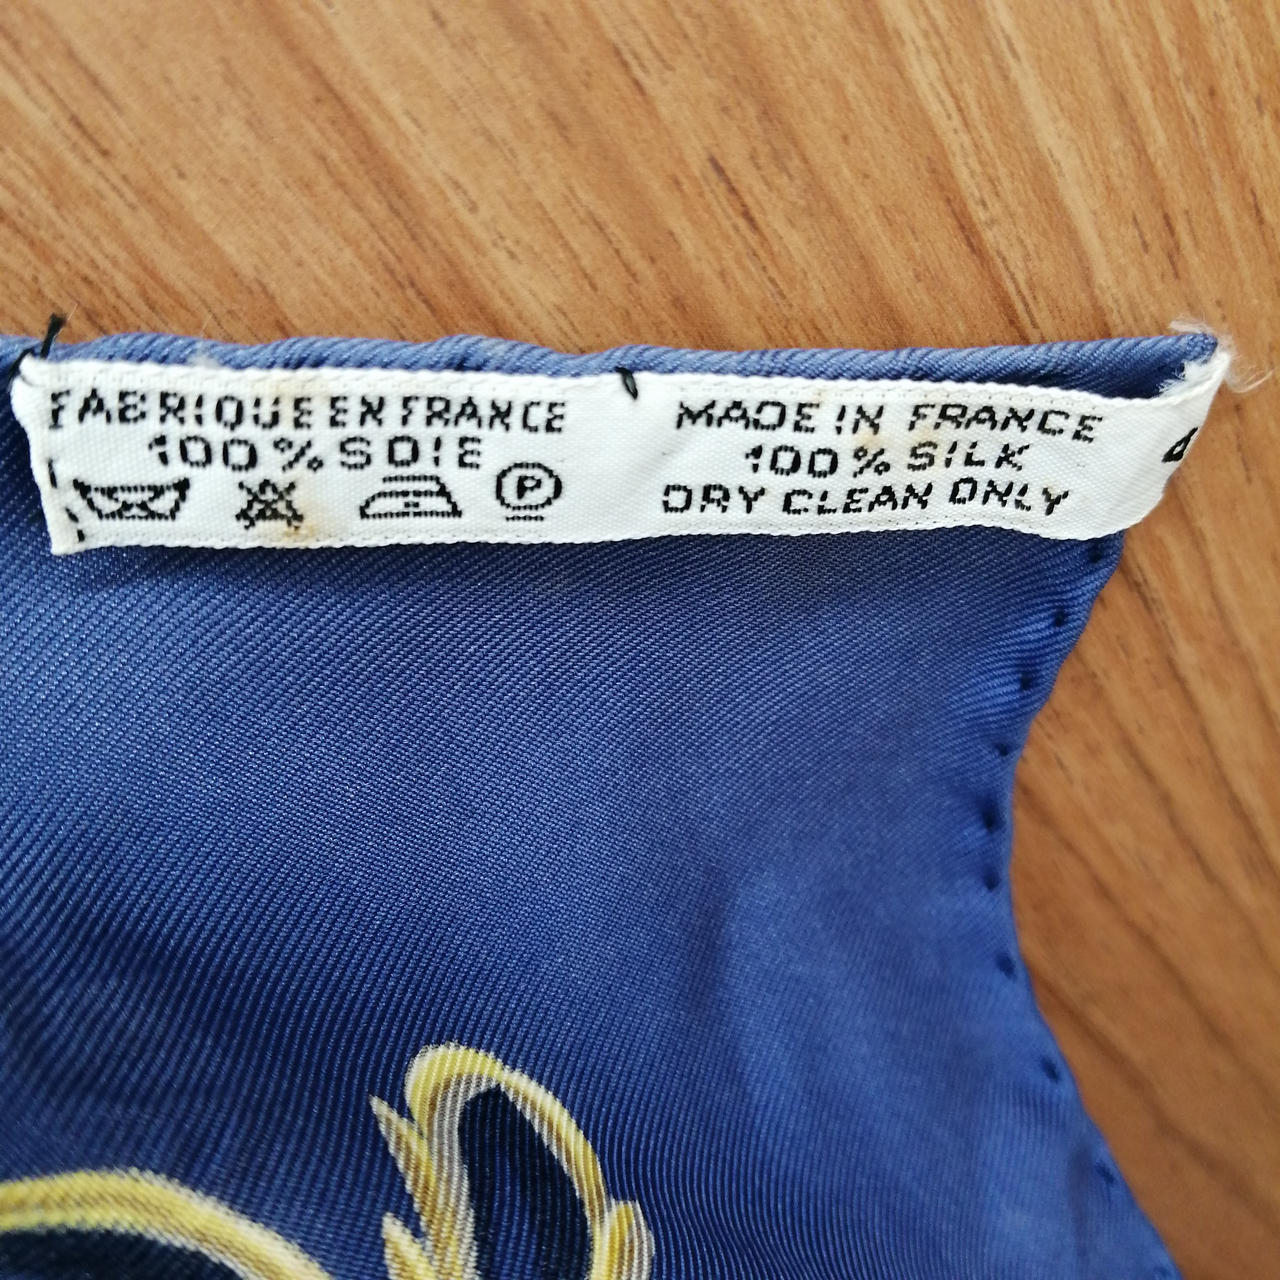 FABRIQUE EN FRANCE
100% SOIE
P
MADE IN FRANCE
100% SILK
DRY CLEAN ONLY